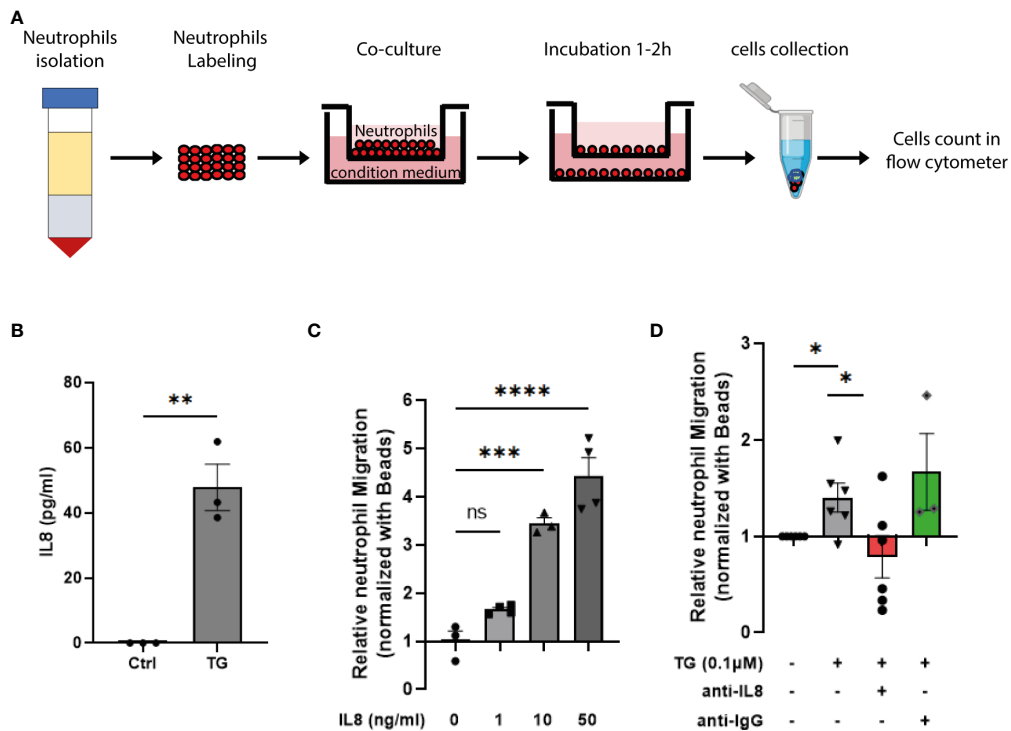 A
Neutrophils
isolation
Neutrophils
Labeling
Co-culture
Incubation 1-2h
cells collection
Neutrophils
condition medium
Cells count in
flow cytometer
B
IL8 (pg/ml)
80
60
40
20
0
**
Ctrl
TG
C
Relative neutrophil Migration
(normalized with Beads)
6
5
4
3
2
1
0
****
***
ns
IL8 (ng/ml) 0 1 10 50
D
Relative neutrophil Migration
(normalized with Beads)
3
2
1
0
*
*
TG (0.1μM) - + + +
anti-IL8 - - + -
anti-IgG - - - +